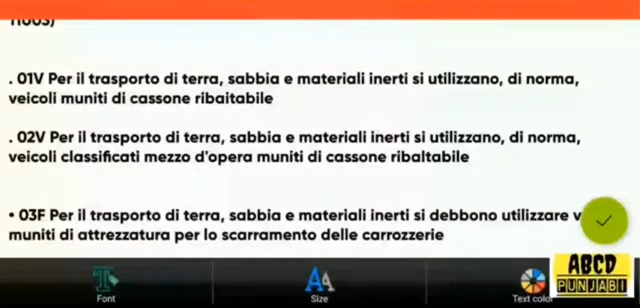 . 01V Per il trasporto di terra, sabbia e materiali inerti si utilizzano, di norma,
veicoli muniti di cassone ribaitabile
. 02V Per il trasporto di terra, sabbia e materiali inerti si utilizzano, di norma,
veicoli classificati mezzo d'opera muniti di cassone ribaltabile
• 03F Per il trasporto di terra, sabbia e materiali inerti si debbono utilizzare v
muniti di attrezzatura per lo scarramento delle carrozzerie
ABCD
PUNJABI
Font
Size
Text color